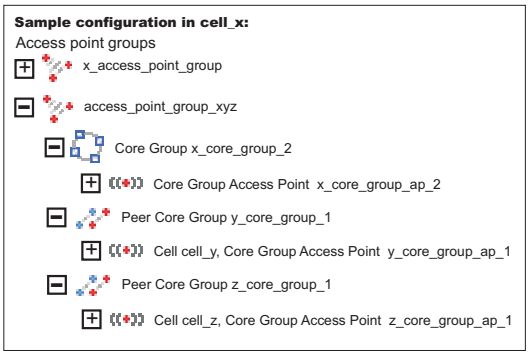 Sample configuration in cell_x:
Access point groups
x_access_point_group
access_point_group_xyz
Core Group x_core_group_2
Core Group Access Point x_core_group_ap_2
Peer Core Group y_core_group_1
Cell cell_y, Core Group Access Point y_core_group_ap_1
Peer Core Group z_core_group_1
Cell cell_z, Core Group Access Point z_core_group_ap_1